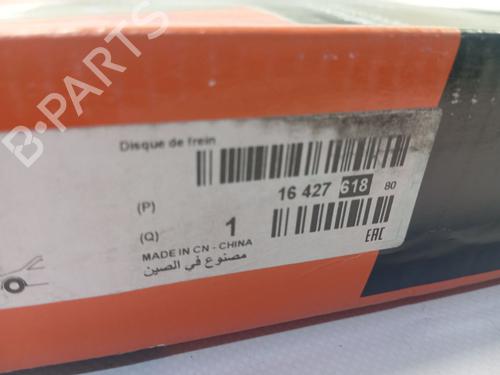 B-PARTS
Disque de frein
(P) 16 427 618 80
(Q) 1
MADE IN CN - CHINA
مصنوع في الصين
EAC